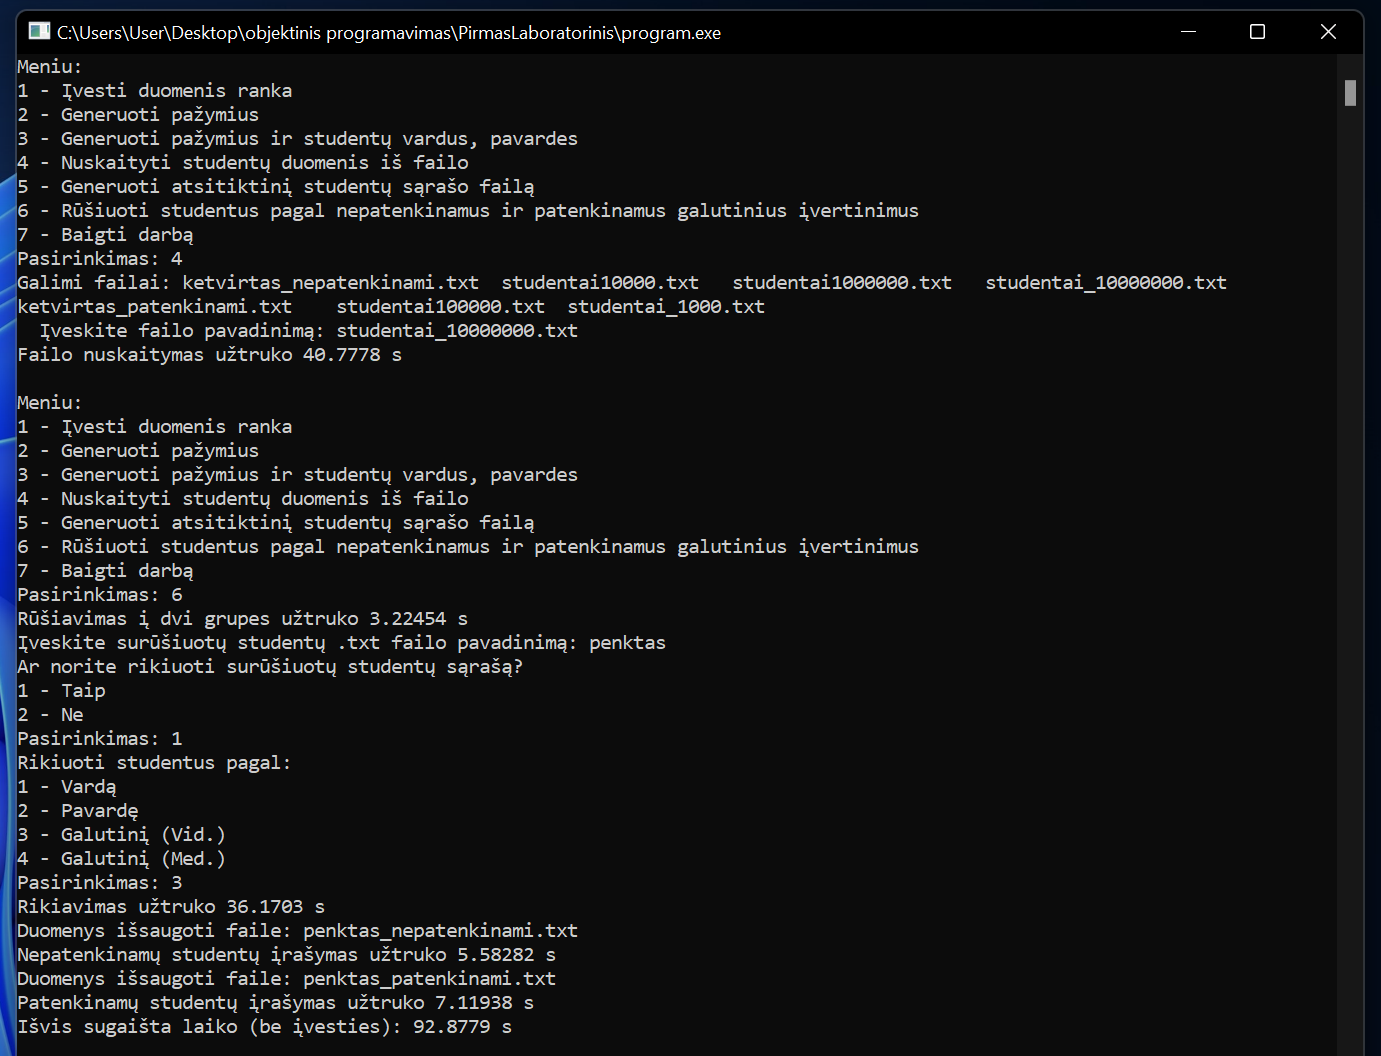 C:\Users\User\Desktop\objektinis programavimas\PirmasLaboratorinis\program.exe
Meniu:
1 - Įvesti duomenis ranka
2 - Generuoti pažymius
3 - Generuoti pažymius ir studentų vardus, pavardes
4 - Nuskaityti studentų duomenis iš failo
5 - Generuoti atsitiktinį studentų sąrašo failą
6 - Rūšiuoti studentus pagal nepatenkinamus ir patenkinamus galutinius įvertinimus
7 - Baigti darbą
Pasirinkimas: 4
Galimi failai: ketvirtas_nepatenkinami.txt  studentai10000.txt   studentai1000000.txt   studentai_10000000.txt
ketvirtas_patenkinami.txt    studentai100000.txt  studentai_1000.txt
  Įveskite failo pavadinimą: studentai_10000000.txt
Failo nuskaitymas užtruko 40.7778 s

Meniu:
1 - Įvesti duomenis ranka
2 - Generuoti pažymius
3 - Generuoti pažymius ir studentų vardus, pavardes
4 - Nuskaityti studentų duomenis iš failo
5 - Generuoti atsitiktinį studentų sąrašo failą
6 - Rūšiuoti studentus pagal nepatenkinamus ir patenkinamus galutinius įvertinimus
7 - Baigti darbą
Pasirinkimas: 6
Rūšiavimas į dvi grupes užtruko 3.22454 s
Įveskite surūšiuotų studentų .txt failo pavadinimą: penktas
Ar norite rikiuoti surūšiuotų studentų sąrašą?
1 - Taip
2 - Ne
Pasirinkimas: 1
Rikiuoti studentus pagal:
1 - Vardą
2 - Pavardę
3 - Galutinį (Vid.)
4 - Galutinį (Med.)
Pasirinkimas: 3
Rikiavimas užtruko 36.1703 s
Duomenys išsaugoti faile: penktas_nepatenkinami.txt
Nepatenkinamų studentų įrašymas užtruko 5.58282 s
Duomenys išsaugoti faile: penktas_patenkinami.txt
Patenkinamų studentų įrašymas užtruko 7.11938 s
Išvis sugaišta laiko (be įvesties): 92.8779 s